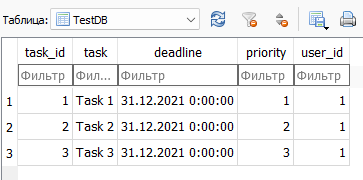 Таблица: TestDB
task_id task deadline priority user_id
Фильтр Фил... Фильтр Фильтр Фильтр
1 1 Task 1 31.12.2021 0:00:00 1 1
2 2 Task 2 31.12.2021 0:00:00 2 1
3 3 Task 3 31.12.2021 0:00:00 3 1